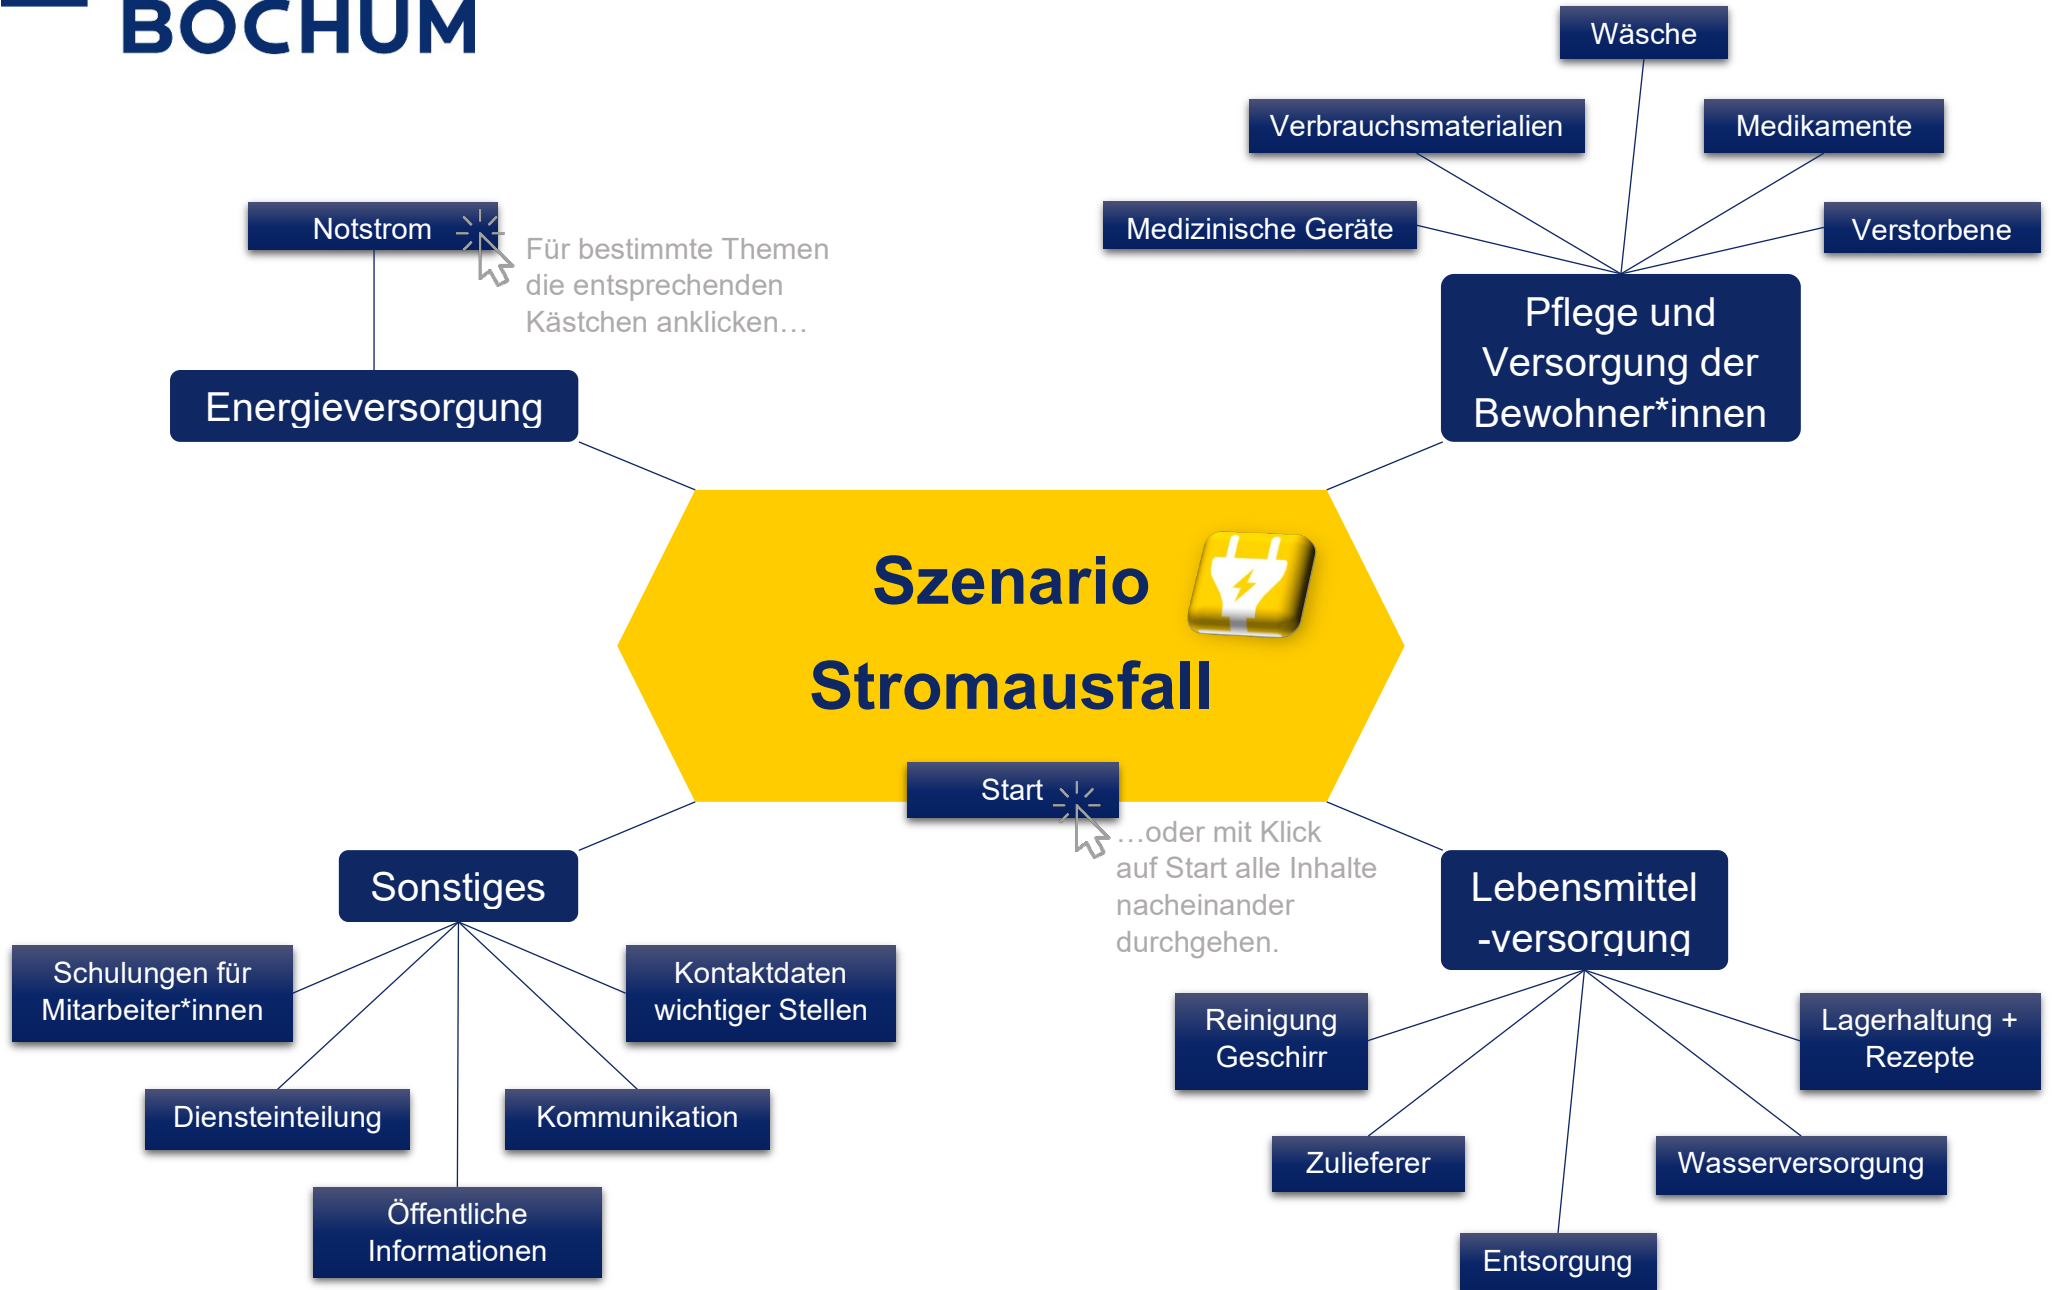 BOCHUM
Wäsche
Verbrauchsmaterialien
Medikamente
Notstrom
Medizinische Geräte
Verstorbene
Für bestimmte Themen
die entsprechenden
Kästchen anklicken…
Pflege und
Versorgung der
Bewohner*innen
Energieversorgung
Szenario
Stromausfall
Start
…oder mit Klick
auf Start alle Inhalte
nacheinander
durchgehen.
Sonstiges
Schulungen für
Mitarbeiter*innen
Kontaktdaten
wichtiger Stellen
Diensteinteilung
Kommunikation
Öffentliche
Informationen
Lebensmittel
-versorgung
Reinigung
Geschirr
Lagerhaltung +
Rezepte
Zulieferer
Wasserversorgung
Entsorgung